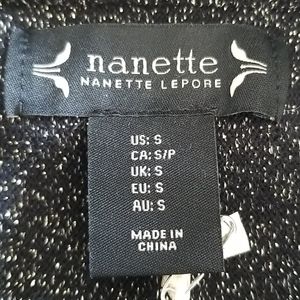 nanette
NANETTE LEPORE
US: S
CA: S/P
UK: S
EU: S
AU: S
MADE IN
CHINA